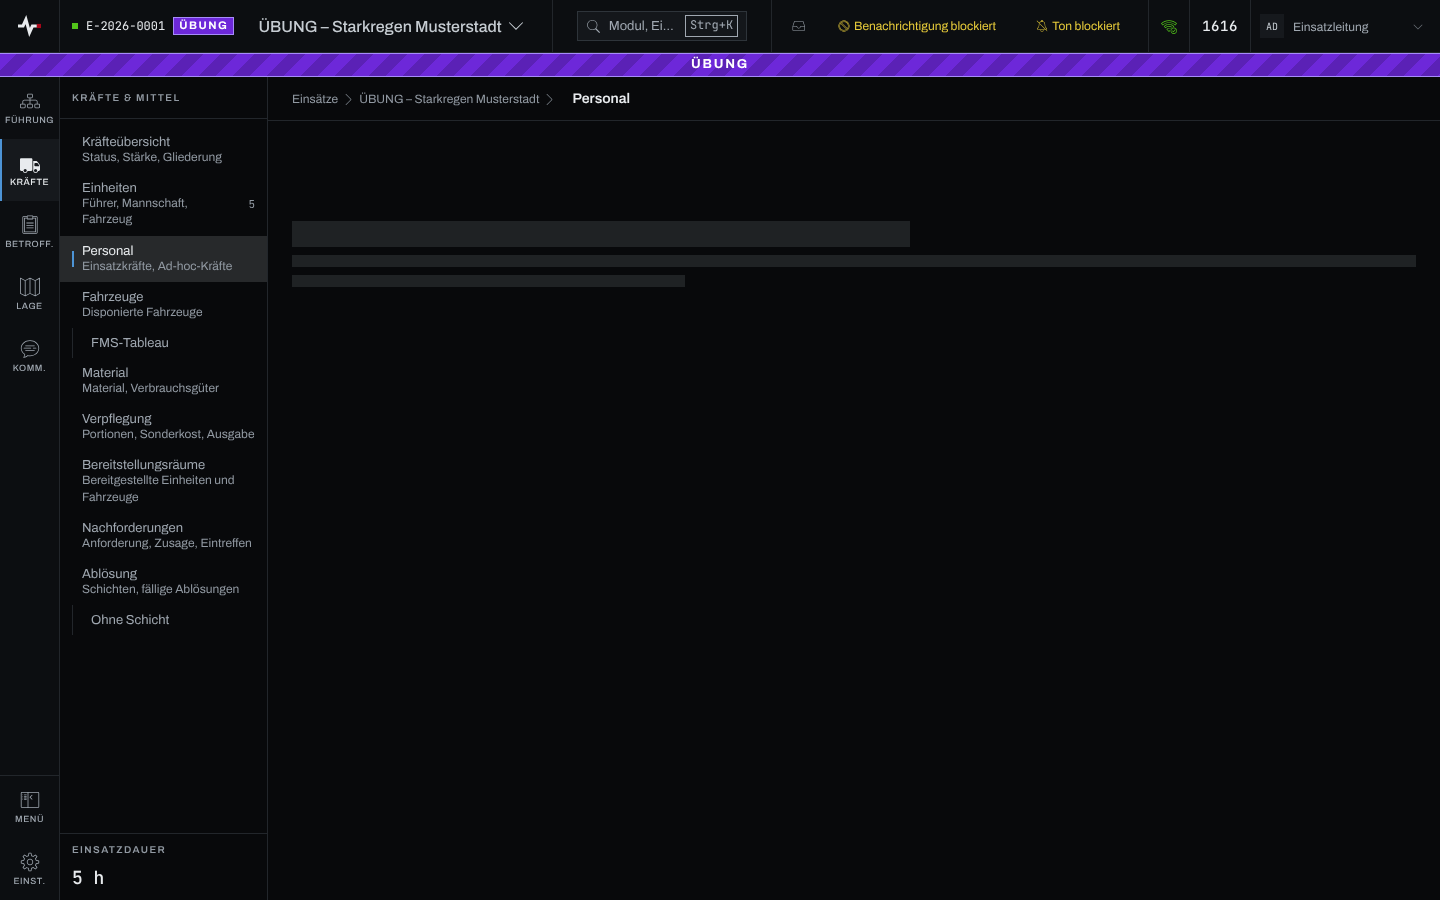 E-2026-0001 ÜBUNG ÜBUNG – Starkregen Musterstadt Modul, Ei... Strg+K Benachrichtigung blockiert Ton blockiert 1616 AD Einsatzleitung
ÜBUNG
FÜHRUNG
KRÄFTE
BETROFF.
LAGE
KOMM.
MENÜ
EINST.
KRÄFTE & MITTEL
Kräfteübersicht
Status, Stärke, Gliederung
Einheiten
Führer, Mannschaft, 5
Fahrzeug
Personal
Einsatzkräfte, Ad-hoc-Kräfte
Fahrzeuge
Disponierte Fahrzeuge
FMS-Tableau
Material
Material, Verbrauchsgüter
Verpflegung
Portionen, Sonderkost, Ausgabe
Bereitstellungsräume
Bereitgestellte Einheiten und
Fahrzeuge
Nachforderungen
Anforderung, Zusage, Eintreffen
Ablösung
Schichten, fällige Ablösungen
Ohne Schicht
EINSATZDAUER
5 h
Einsätze ÜBUNG – Starkregen Musterstadt Personal